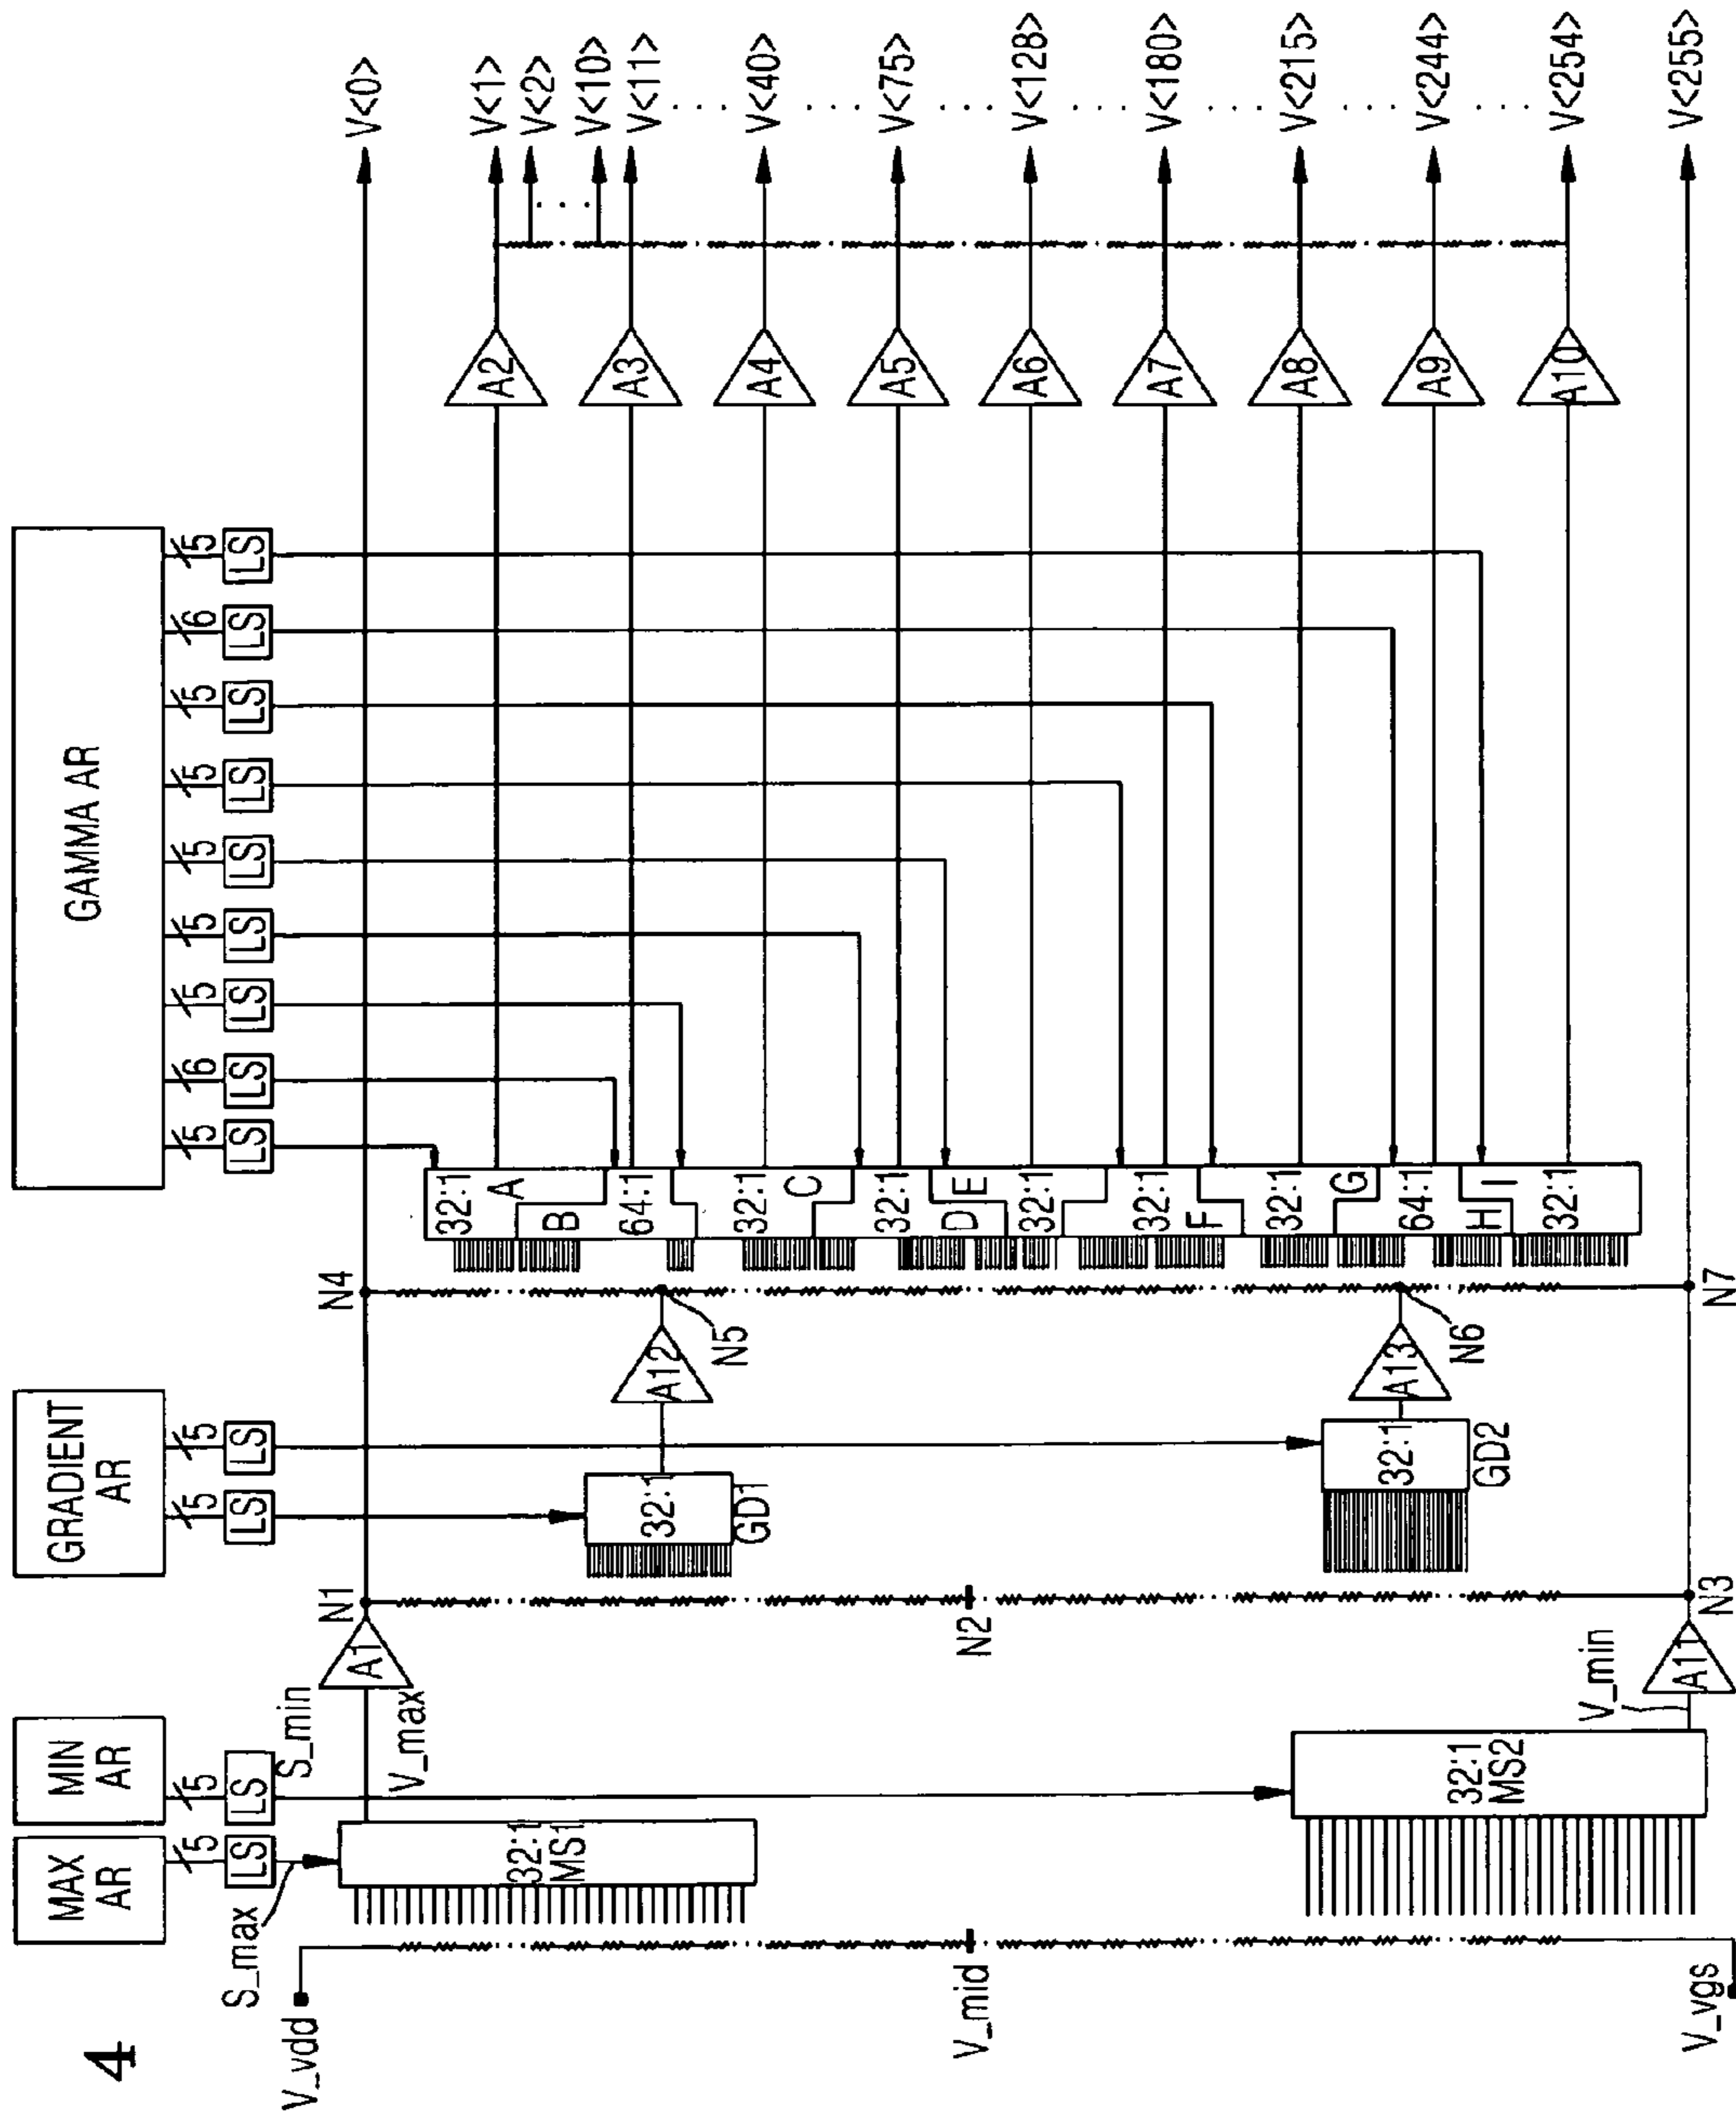 4
MAX
AR
MIN
AR
GRADIENT
AR
GAMMA AR
5
5
5
5
5
6
5
5
5
5
5
6
5
LS
LS
LS
LS
LS
LS
LS
LS
LS
LS
LS
LS
LS
S_max
S_min
V_vdd
V_mid
V_vgs
32:1
MS1
V_max
A1
N1
N2
N3
32:1
MS2
V_min
A11
32:1
GD1
32:1
GD2
A12
N5
A13
N6
N4
N7
32:1
A
B
64:1
32:1
C
32:1
D
E
32:1
32:1
F
32:1
G
64:1
H
I
32:1
A2
A3
A4
A5
A6
A7
A8
A9
A10
V<0>
V<1>
V<2>
V<10>
V<11>
V<40>
V<75>
V<128>
V<180>
V<215>
V<244>
V<254>
V<255>